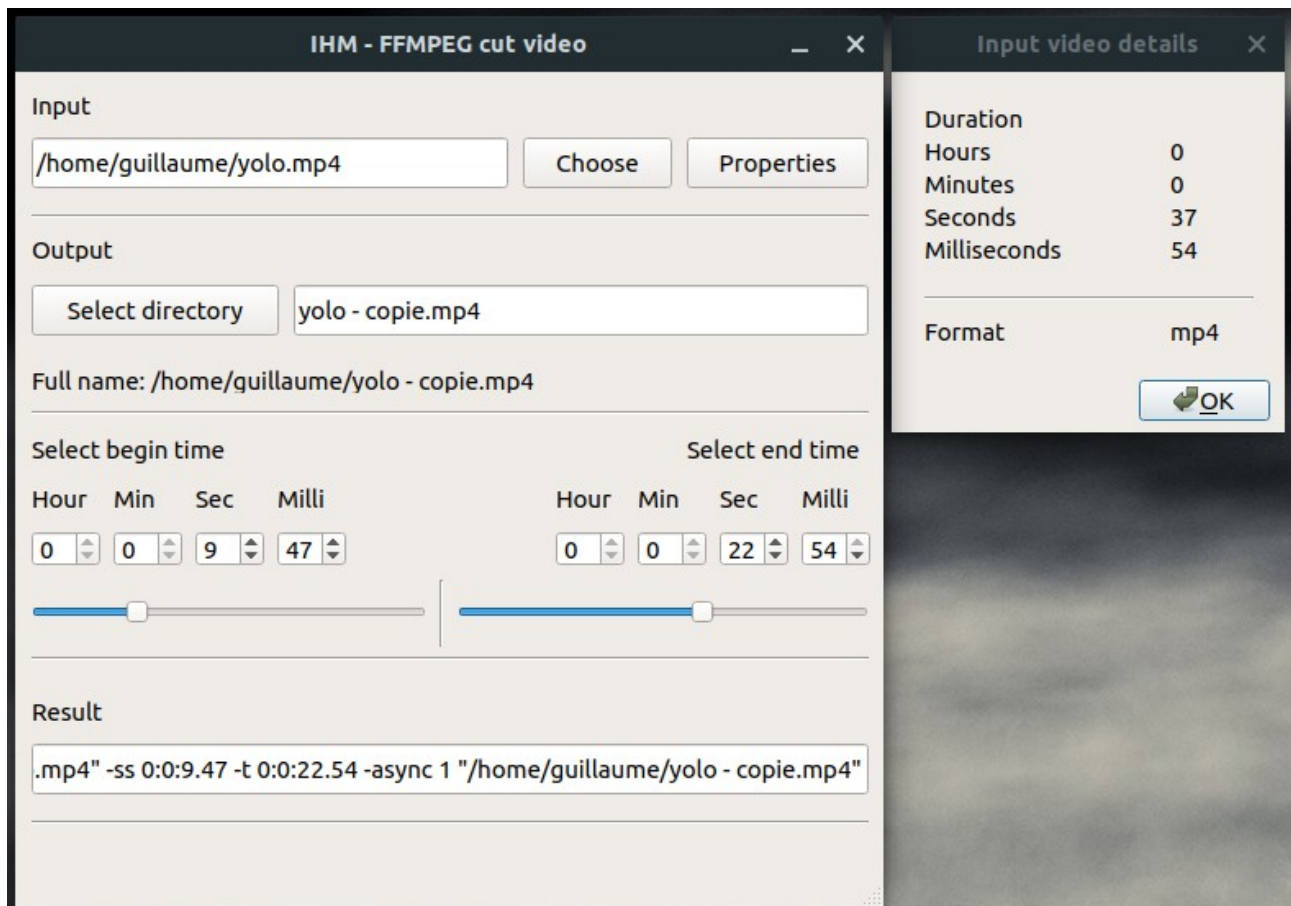 IHM - FFMPEG cut video
Input
/home/guillaume/yolo.mp4 Choose Properties
Output
Select directory yolo - copie.mp4
Full name: /home/guillaume/yolo - copie.mp4
Select begin time Select end time
Hour Min Sec Milli Hour Min Sec Milli
0 0 9 47 0 0 22 54
Result
.mp4" -ss 0:0:9.47 -t 0:0:22.54 -async 1 "/home/guillaume/yolo - copie.mp4"
Input video details
Duration
Hours 0
Minutes 0
Seconds 37
Milliseconds 54
Format mp4
OK